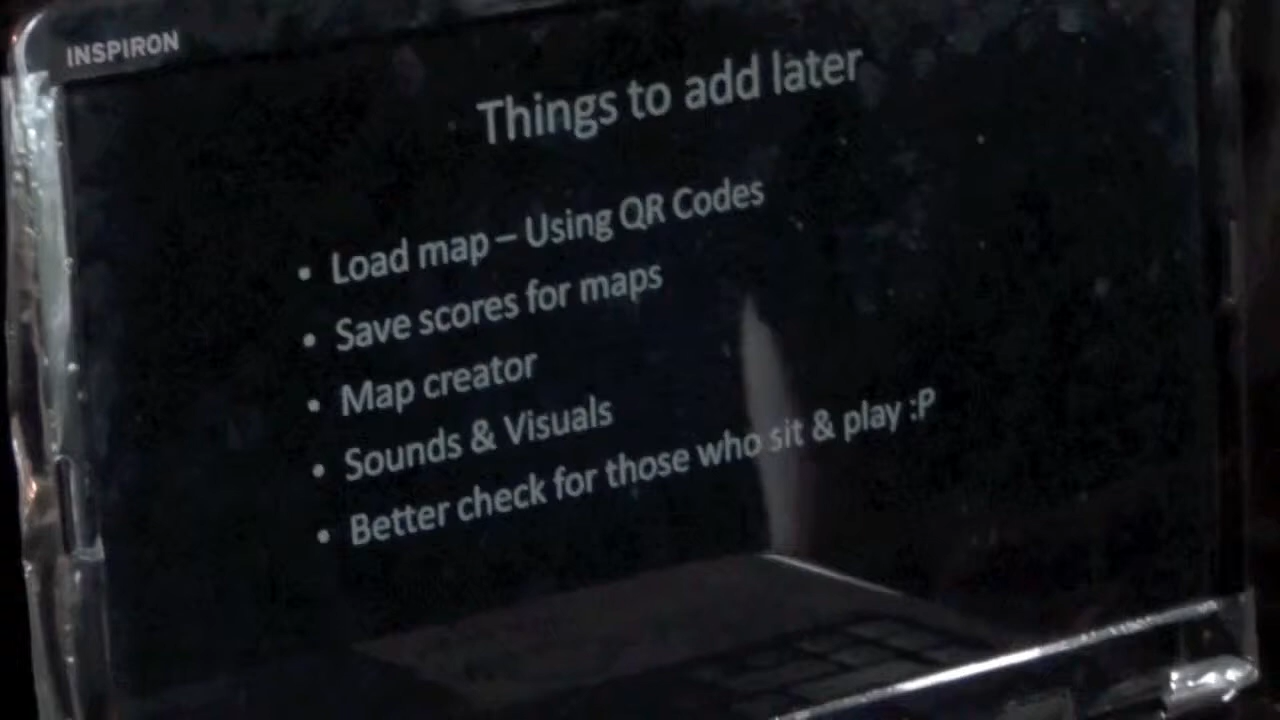 INSPIRON
Things to add later
• Load map – Using QR Codes
• Save scores for maps
• Map creator
• Sounds & Visuals
• Better check for those who sit & play :P